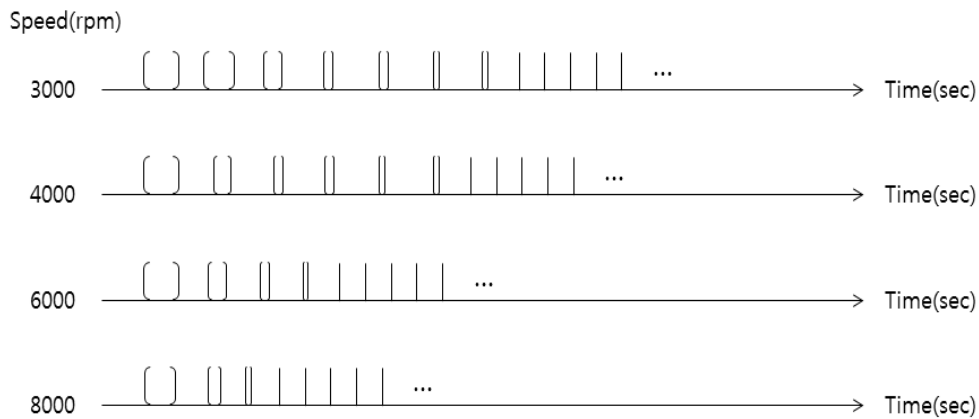 Speed(rpm)
3000 ... Time(sec)
4000 ... Time(sec)
6000 ... Time(sec)
8000 ... Time(sec)